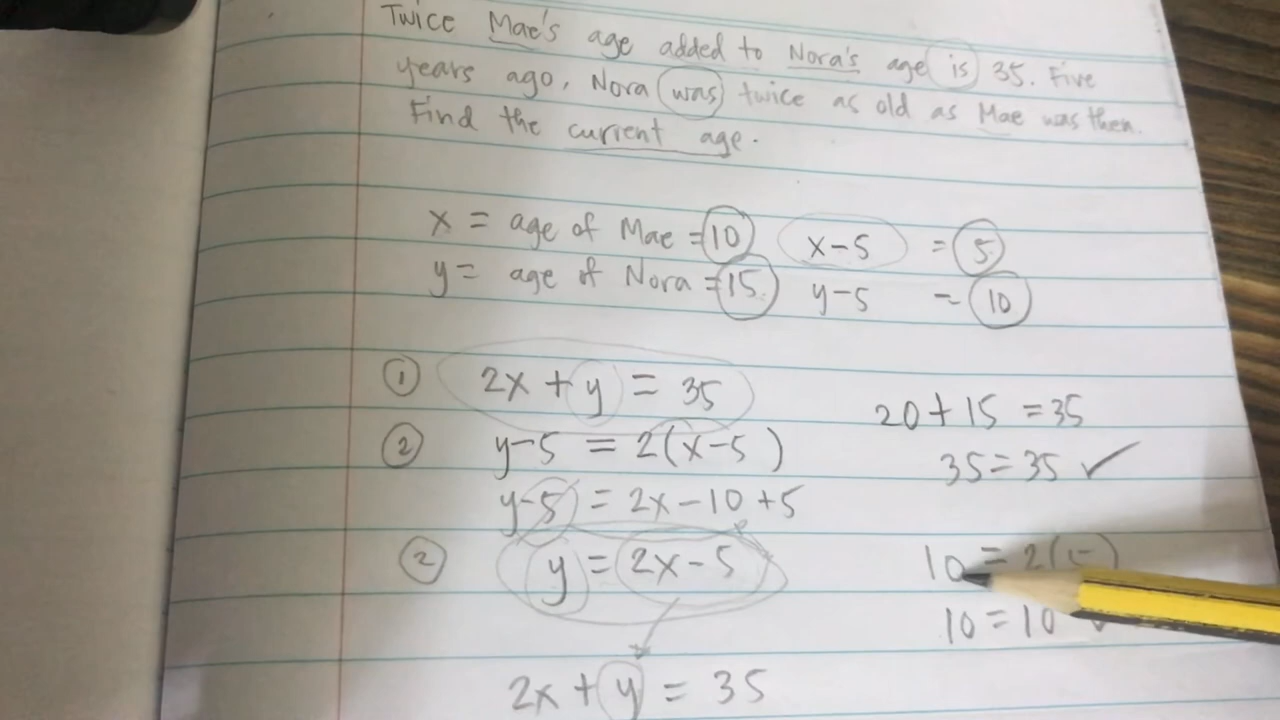 Twice Mae's age added to Nora's age is 35. Five
years ago, Nora was twice as old as Mae was then.
Find the current age.
x = age of Mae = 10 x-5 = 5
y = age of Nora = 15 y-5 = 10
① 2x + y = 35
② y-5 = 2(x-5)
y-5 = 2x-10+5
② y = 2x-5
2x + y = 35
20+15 = 35
35 = 35 ✓
10 = 2(5)
10 = 10 ✓